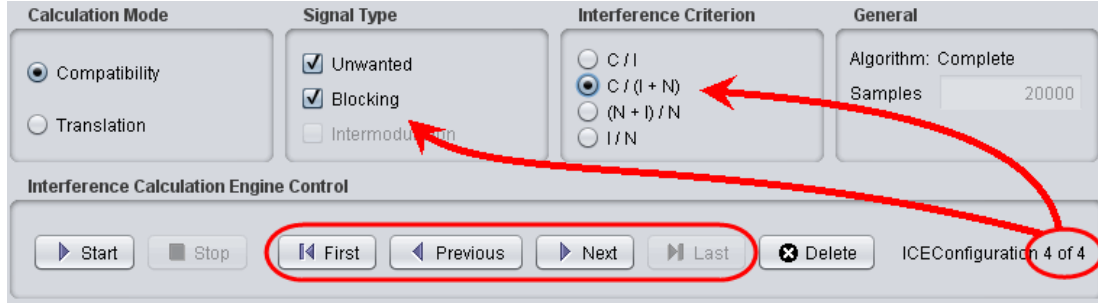 Calculation Mode
Compatibility
Translation
Signal Type
Unwanted
Blocking
Interference Criterion
C / I
C / (I + N)
(N + I) / N
I / N
General
Algorithm: Complete
Samples 20000
Interference Calculation Engine Control
Start Stop First Previous Next Last Delete ICEConfiguration 4 of 4